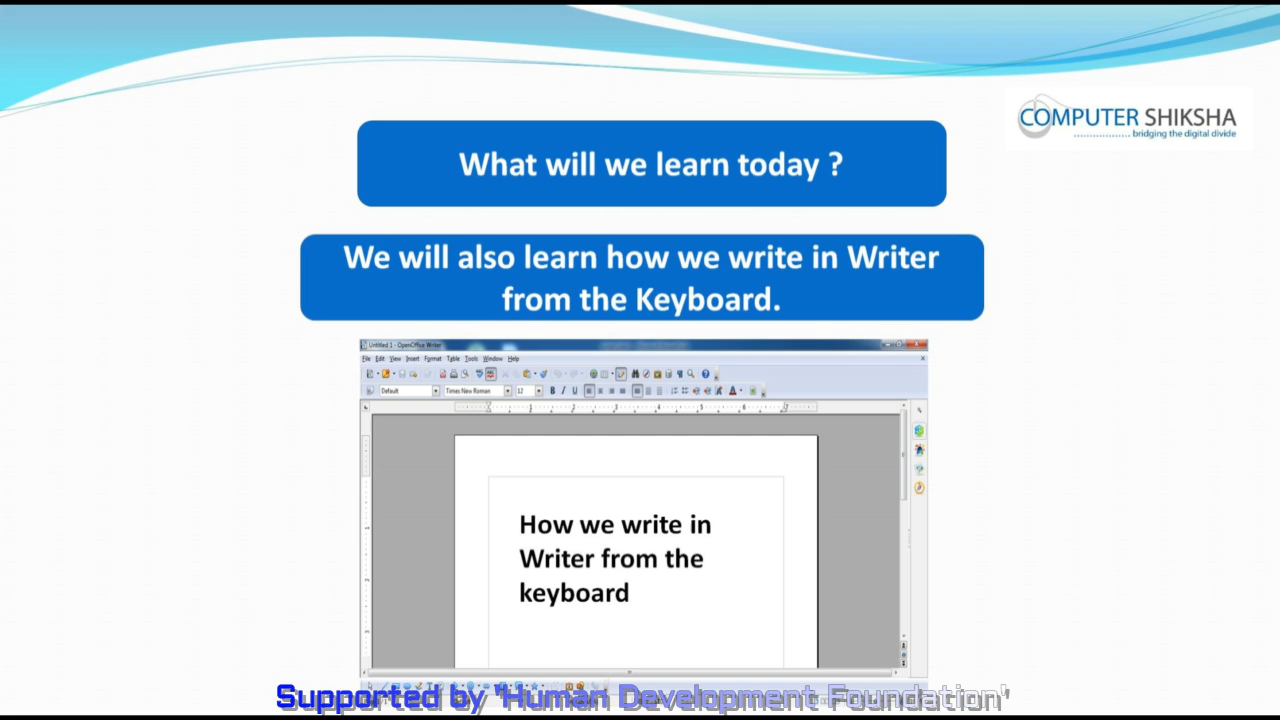 COMPUTER SHIKSHA
bridging the digital divide
What will we learn today ?
We will also learn how we write in Writer
from the Keyboard.
Untitled 1 - OpenOffice Writer
File Edit View Insert Format Table Tools Window Help
Default Times New Roman 12 B I U
How we write in
Writer from the
keyboard
Supported by "Human Development Foundation"